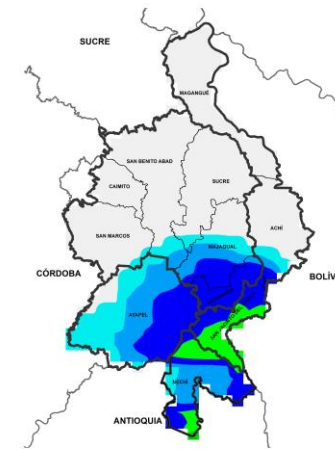 SUCRE
MAGANGUÉ
SAN BENITO ABAD
CAIMITO
SUCRE
SAN MARCOS
ACHÍ
MAJAGUAL
CÓRDOBA
BOLÍV
AYAPEL
NECHÍ
ANTIOQUIA